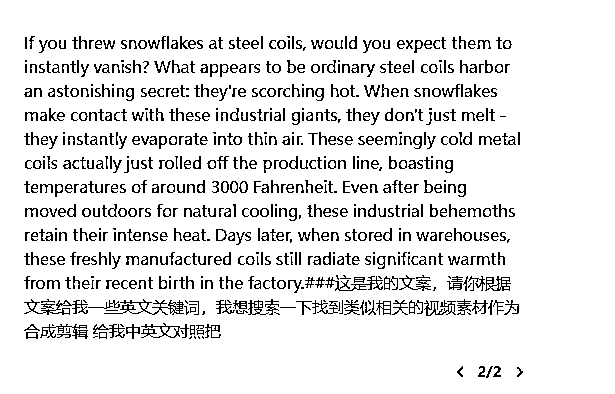 If you threw snowflakes at steel coils, would you expect them to
instantly vanish? What appears to be ordinary steel coils harbor
an astonishing secret: they're scorching hot. When snowflakes
make contact with these industrial giants, they don't just melt -
they instantly evaporate into thin air. These seemingly cold metal
coils actually just rolled off the production line, boasting
temperatures of around 3000 Fahrenheit. Even after being
moved outdoors for natural cooling, these industrial behemoths
retain their intense heat. Days later, when stored in warehouses,
these freshly manufactured coils still radiate significant warmth
from their recent birth in the factory.###这是我的文案，请你根据
文案给我一些英文关键词，我想搜索一下找到类似相关的视频素材作为
合成剪辑 给我中英文对照把
2/2